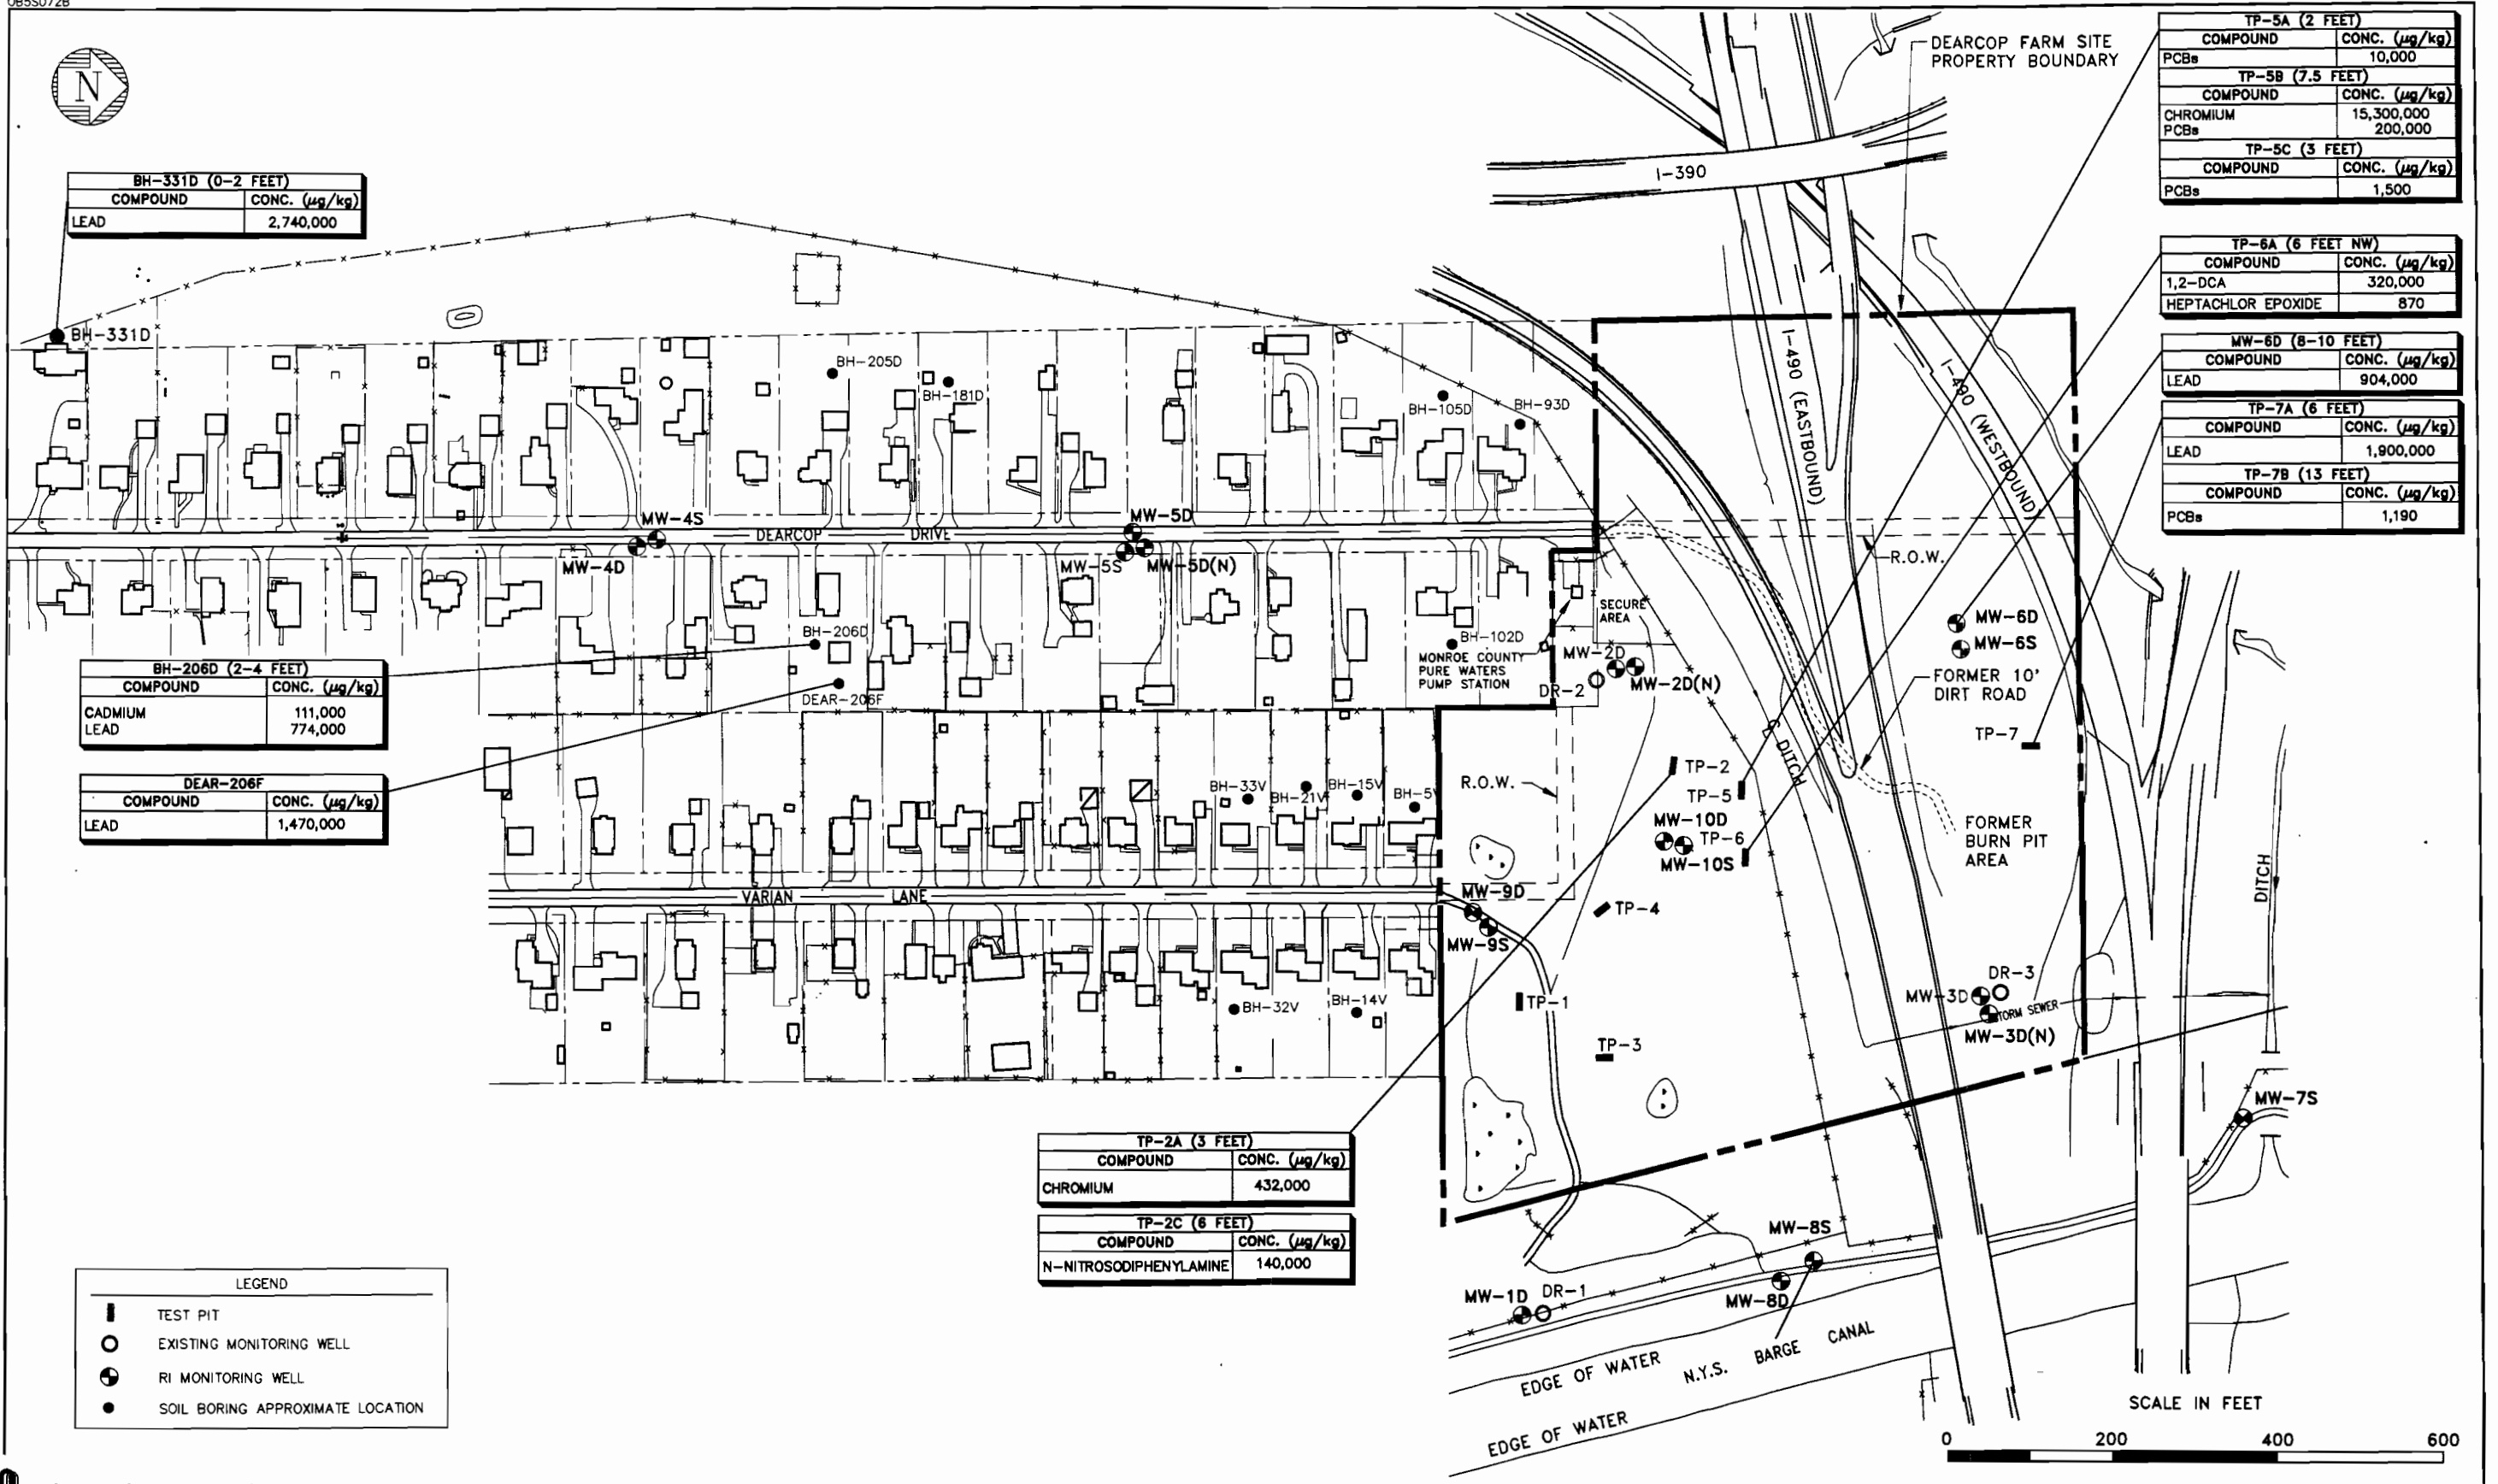 OB5S072B
N
DEARCOP FARM SITE
PROPERTY BOUNDARY
TP-5A (2 FEET)
COMPOUND CONC. (µg/kg)
PCBs 10,000
TP-5B (7.5 FEET)
COMPOUND CONC. (µg/kg)
CHROMIUM 15,300,000
PCBs 200,000
TP-5C (3 FEET)
COMPOUND CONC. (µg/kg)
PCBs 1,500
I-390
BH-331D (0-2 FEET)
COMPOUND CONC. (µg/kg)
LEAD 2,740,000
TP-6A (6 FEET NW)
COMPOUND CONC. (µg/kg)
1,2-DCA 320,000
HEPTACHLOR EPOXIDE 870
MW-6D (8-10 FEET)
COMPOUND CONC. (µg/kg)
LEAD 904,000
TP-7A (6 FEET)
COMPOUND CONC. (µg/kg)
LEAD 1,900,000
TP-7B (13 FEET)
COMPOUND CONC. (µg/kg)
PCBs 1,190
BH-331D
BH-205D
BH-181D
BH-105D
BH-93D
I-490 (EASTBOUND)
I-490 (WESTBOUND)
MW-4S
MW-5D
DEARCOP DRIVE
MW-4D
MW-5S
MW-5D(N)
R.O.W.
SECURE
AREA
MW-6D
MW-6S
BH-206D
BH-102D
MONROE COUNTY
PURE WATERS
PUMP STATION
MW-2D
DR-2
MW-2D(N)
FORMER 10'
DIRT ROAD
BH-206D (2-4 FEET)
COMPOUND CONC. (µg/kg)
CADMIUM 111,000
LEAD 774,000
DEAR-206F
TP-7
DITCH
TP-2
R.O.W.
TP-5
DEAR-206F
COMPOUND CONC. (µg/kg)
LEAD 1,470,000
BH-33V
BH-21V
BH-15V
BH-5V
MW-10D
TP-6
MW-10S
FORMER
BURN PIT
AREA
DITCH
VARIAN LANE
MW-9D
TP-4
MW-9S
DR-3
MW-3D
STORM SEWER
MW-3D(N)
BH-32V
BH-14V
TP-1
TP-3
MW-7S
TP-2A (3 FEET)
COMPOUND CONC. (µg/kg)
CHROMIUM 432,000
TP-2C (6 FEET)
COMPOUND CONC. (µg/kg)
N-NITROSODIPHENYLAMINE 140,000
MW-8S
MW-1D DR-1
MW-8D
EDGE OF WATER
N.Y.S. BARGE CANAL
EDGE OF WATER
LEGEND
TEST PIT
EXISTING MONITORING WELL
RI MONITORING WELL
SOIL BORING APPROXIMATE LOCATION
SCALE IN FEET
0 200 400 600